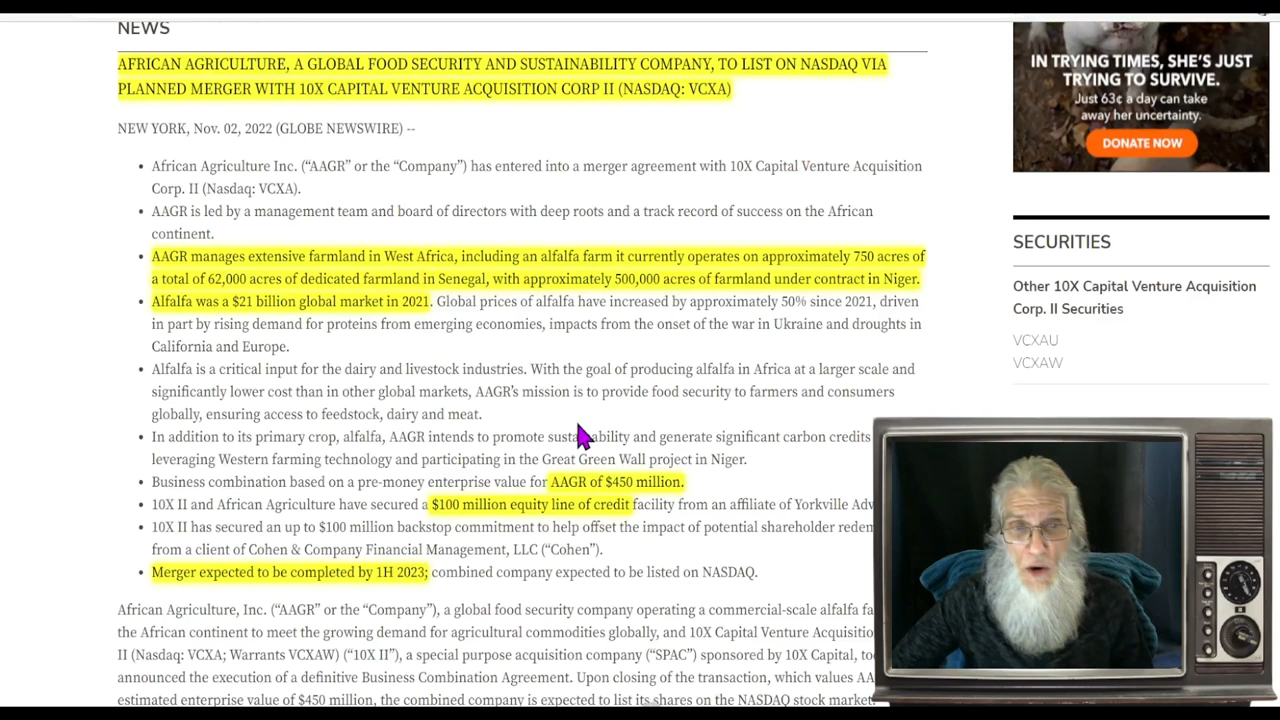 NEWS
AFRICAN AGRICULTURE, A GLOBAL FOOD SECURITY AND SUSTAINABILITY COMPANY, TO LIST ON NASDAQ VIA
PLANNED MERGER WITH 10X CAPITAL VENTURE ACQUISITION CORP II (NASDAQ: VCXA)
NEW YORK, Nov. 02, 2022 (GLOBE NEWSWIRE) --
• African Agriculture Inc. (“AAGR” or the “Company”) has entered into a merger agreement with 10X Capital Venture Acquisition
Corp. II (Nasdaq: VCXA).
• AAGR is led by a management team and board of directors with deep roots and a track record of success on the African
continent.
• AAGR manages extensive farmland in West Africa, including an alfalfa farm it currently operates on approximately 750 acres of
a total of 62,000 acres of dedicated farmland in Senegal, with approximately 500,000 acres of farmland under contract in Niger.
• Alfalfa was a $21 billion global market in 2021. Global prices of alfalfa have increased by approximately 50% since 2021, driven
in part by rising demand for proteins from emerging economies, impacts from the onset of the war in Ukraine and droughts in
California and Europe.
• Alfalfa is a critical input for the dairy and livestock industries. With the goal of producing alfalfa in Africa at a larger scale and
significantly lower cost than in other global markets, AAGR’s mission is to provide food security to farmers and consumers
globally, ensuring access to feedstock, dairy and meat.
• In addition to its primary crop, alfalfa, AAGR intends to promote sustainability and generate significant carbon credits
leveraging Western farming technology and participating in the Great Green Wall project in Niger.
• Business combination based on a pre-money enterprise value for AAGR of $450 million.
• 10X II and African Agriculture have secured a $100 million equity line of credit facility from an affiliate of Yorkville Adv
• 10X II has secured an up to $100 million backstop commitment to help offset the impact of potential shareholder redem
from a client of Cohen & Company Financial Management, LLC (“Cohen”).
• Merger expected to be completed by 1H 2023; combined company expected to be listed on NASDAQ.
African Agriculture, Inc. (“AAGR” or the “Company”), a global food security company operating a commercial-scale alfalfa fa
the African continent to meet the growing demand for agricultural commodities globally, and 10X Capital Venture Acquisitio
II (Nasdaq: VCXA; Warrants VCXAW) (“10X II”), a special purpose acquisition company (“SPAC”) sponsored by 10X Capital, to
announced the execution of a definitive Business Combination Agreement. Upon closing of the transaction, which values AA
estimated enterprise value of $450 million, the combined company is expected to list its shares on the NASDAQ stock market.
IN TRYING TIMES, SHE'S JUST
TRYING TO SURVIVE.
Just 63¢ a day can take
away her uncertainty.
DONATE NOW
SECURITIES
Other 10X Capital Venture Acquisition
Corp. II Securities
VCXAU
VCXAW